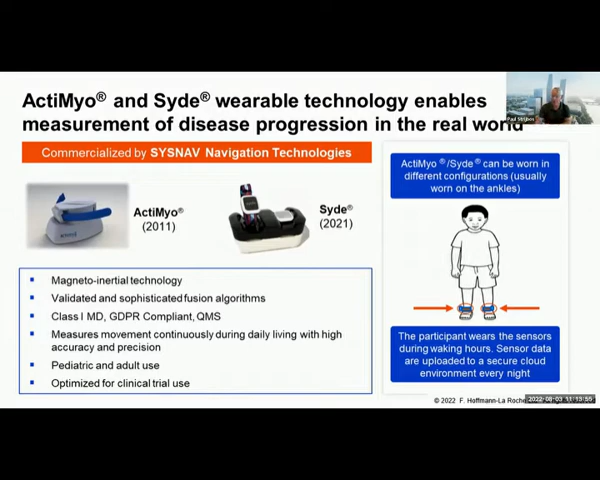 ActiMyo® and Syde® wearable technology enables
measurement of disease progression in the real world
Paul Strijbos
Commercialized by SYSNAV Navigation Technologies
ActiMyo®
(2011)
Syde®
(2021)
Magneto-inertial technology
Validated and sophisticated fusion algorithms
Class I MD, GDPR Compliant, QMS
Measures movement continuously during daily living with high
accuracy and precision
Pediatric and adult use
Optimized for clinical trial use
ActiMyo ®/Syde® can be worn in
different configurations (usually
worn on the ankles)
The participant wears the sensors
during waking hours. Sensor data
are uploaded to a secure cloud
environment every night
© 2022 F. Hoffmann-La Roche
2022-08-03 11:13:55